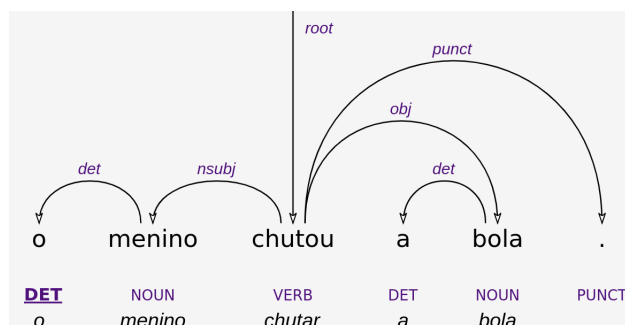 root
punct
obj
det nsubj det
o menino chutou a bola .
DET NOUN VERB DET NOUN PUNCT
o menino chutar a bola